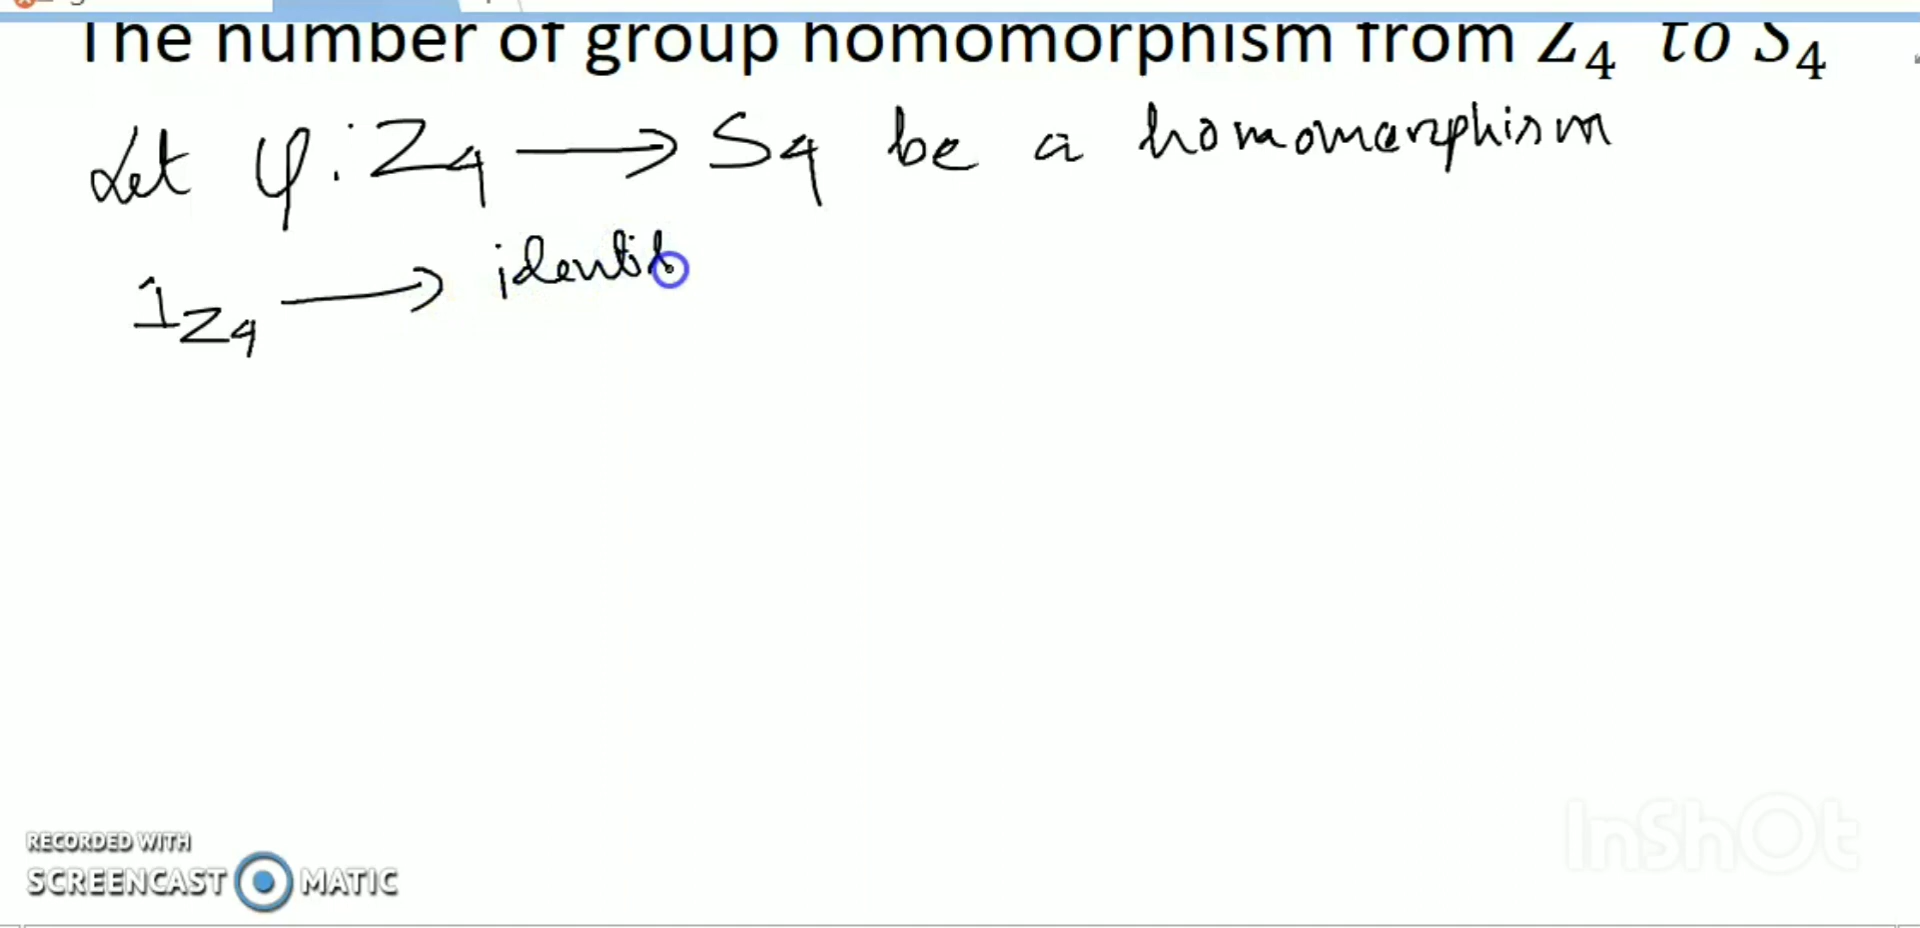 The number of group homomorphism from Z₄ to S₄
Let φ: Z₄ → S₄ be a homomorphism
1_Z₄ → identit
RECORDED WITH
SCREENCAST MATIC
InShOt